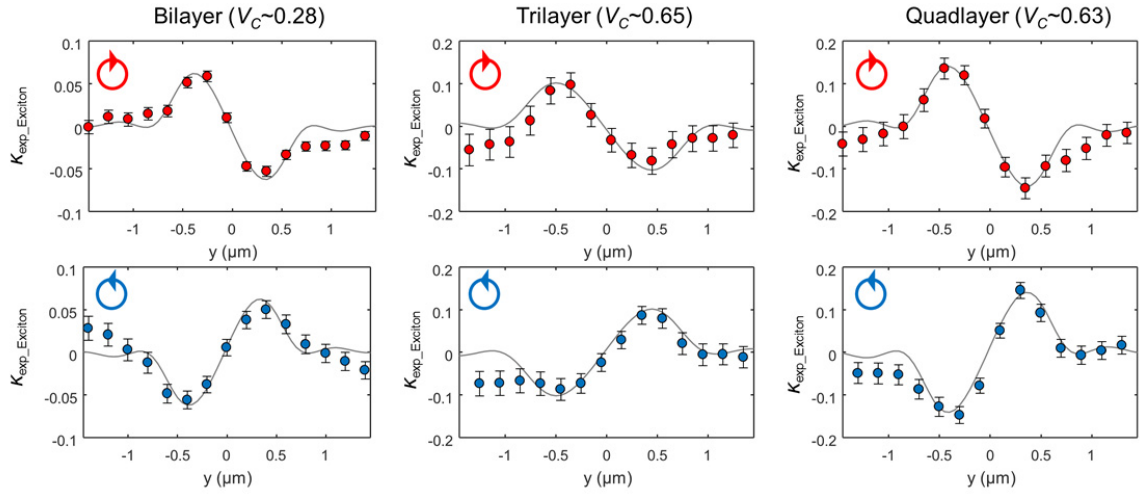 Bilayer (V_C~0.28) Trilayer (V_C~0.65) Quadlayer (V_C~0.63)
0.1 0.2 0.2
0.05 0.1 0.1
0 0 0
-0.05 -0.1 -0.1
-0.1 -0.2 -0.2
κexp_Exciton κexp_Exciton κexp_Exciton
-1 -0.5 0 0.5 1 -1 -0.5 0 0.5 1 -1 -0.5 0 0.5 1
y (μm) y (μm) y (μm)
0.1 0.2 0.2
0.05 0.1 0.1
0 0 0
-0.05 -0.1 -0.1
-0.1 -0.2 -0.2
κexp_Exciton κexp_Exciton κexp_Exciton
-1 -0.5 0 0.5 1 -1 -0.5 0 0.5 1 -1 -0.5 0 0.5 1
y (μm) y (μm) y (μm)